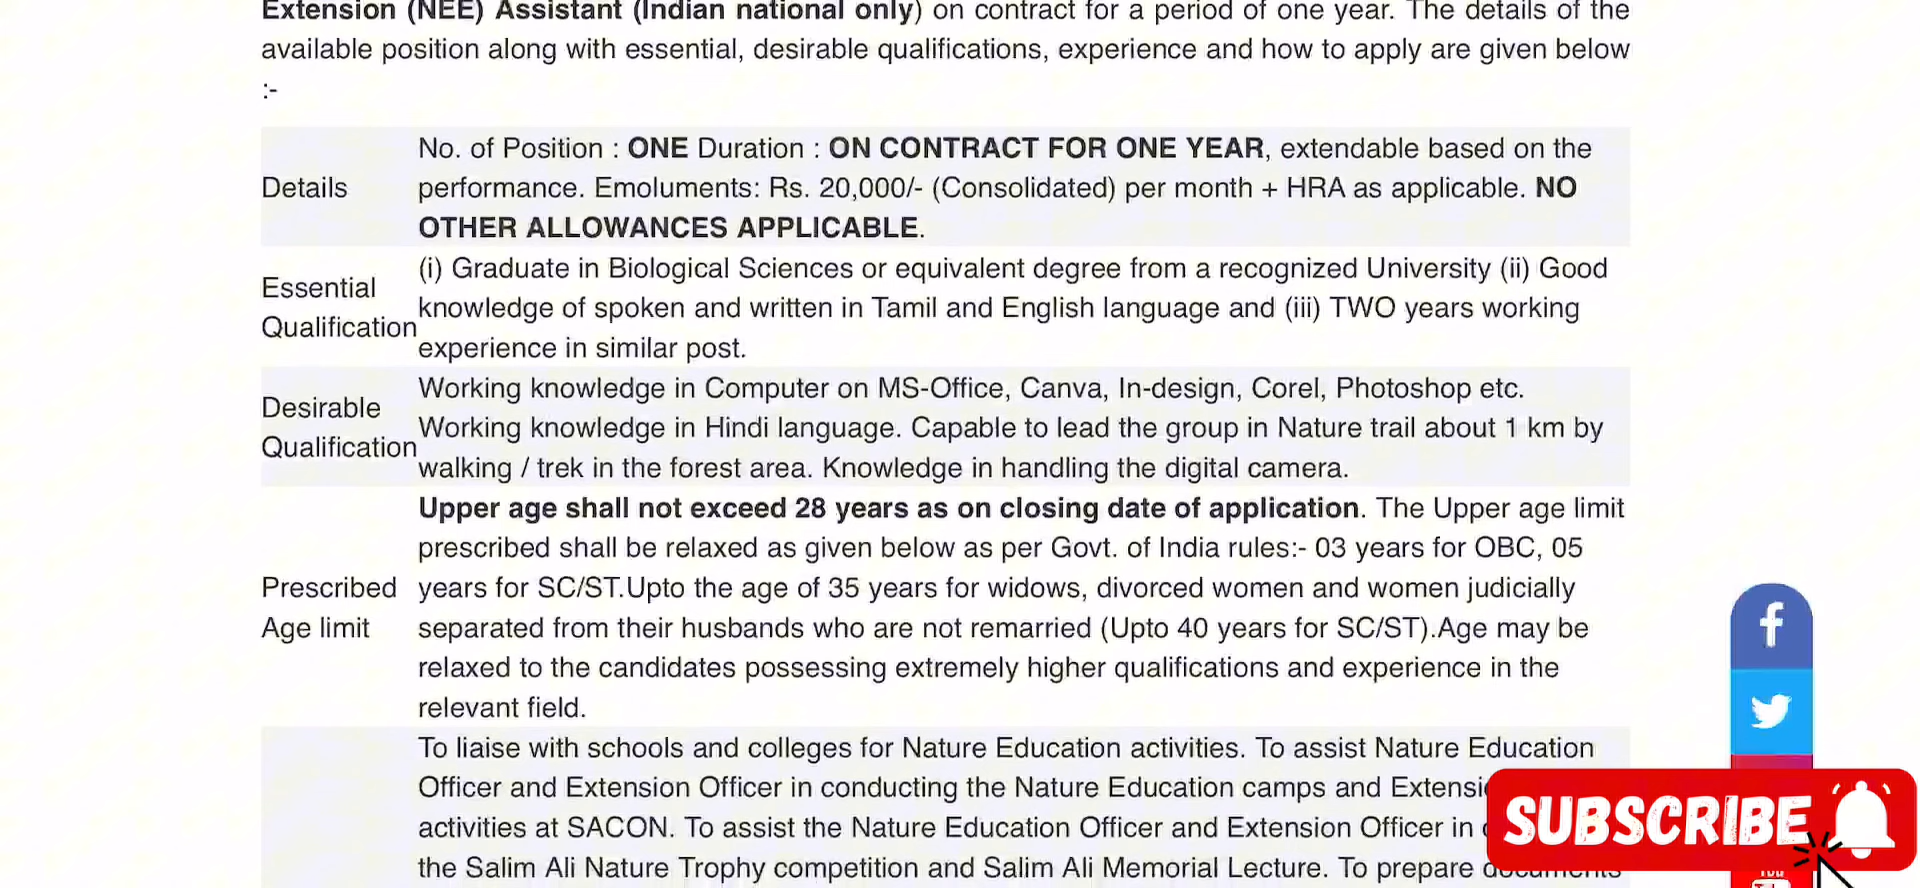 Extension (NEE) Assistant (Indian national only) on contract for a period of one year. The details of the
available position along with essential, desirable qualifications, experience and how to apply are given below
:-
No. of Position : ONE Duration : ON CONTRACT FOR ONE YEAR, extendable based on the
Details
performance. Emoluments: Rs. 20,000/- (Consolidated) per month + HRA as applicable. NO
OTHER ALLOWANCES APPLICABLE.
Essential
Qualification
(i) Graduate in Biological Sciences or equivalent degree from a recognized University (ii) Good
knowledge of spoken and written in Tamil and English language and (iii) TWO years working
experience in similar post.
Desirable
Qualification
Working knowledge in Computer on MS-Office, Canva, In-design, Corel, Photoshop etc.
Working knowledge in Hindi language. Capable to lead the group in Nature trail about 1 km by
walking / trek in the forest area. Knowledge in handling the digital camera.
Prescribed
Age limit
Upper age shall not exceed 28 years as on closing date of application. The Upper age limit
prescribed shall be relaxed as given below as per Govt. of India rules:- 03 years for OBC, 05
years for SC/ST.Upto the age of 35 years for widows, divorced women and women judicially
separated from their husbands who are not remarried (Upto 40 years for SC/ST).Age may be
relaxed to the candidates possessing extremely higher qualifications and experience in the
relevant field.
To liaise with schools and colleges for Nature Education activities. To assist Nature Education
Officer and Extension Officer in conducting the Nature Education camps and
activities at SACON. To assist the Nature Education Officer and Extension Officer in
the Salim Ali Nature Trophy competition and Salim Ali Memorial Lecture. To prepare
f
SUBSCRIBE
You